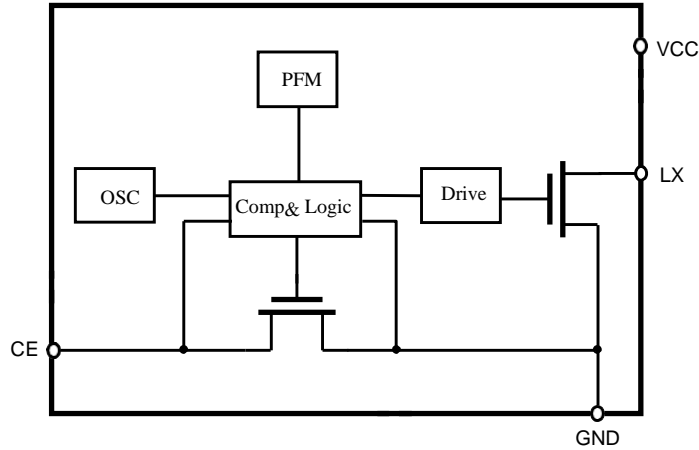 VCC
PFM
LX
OSC
Comp& Logic
Drive
CE
GND